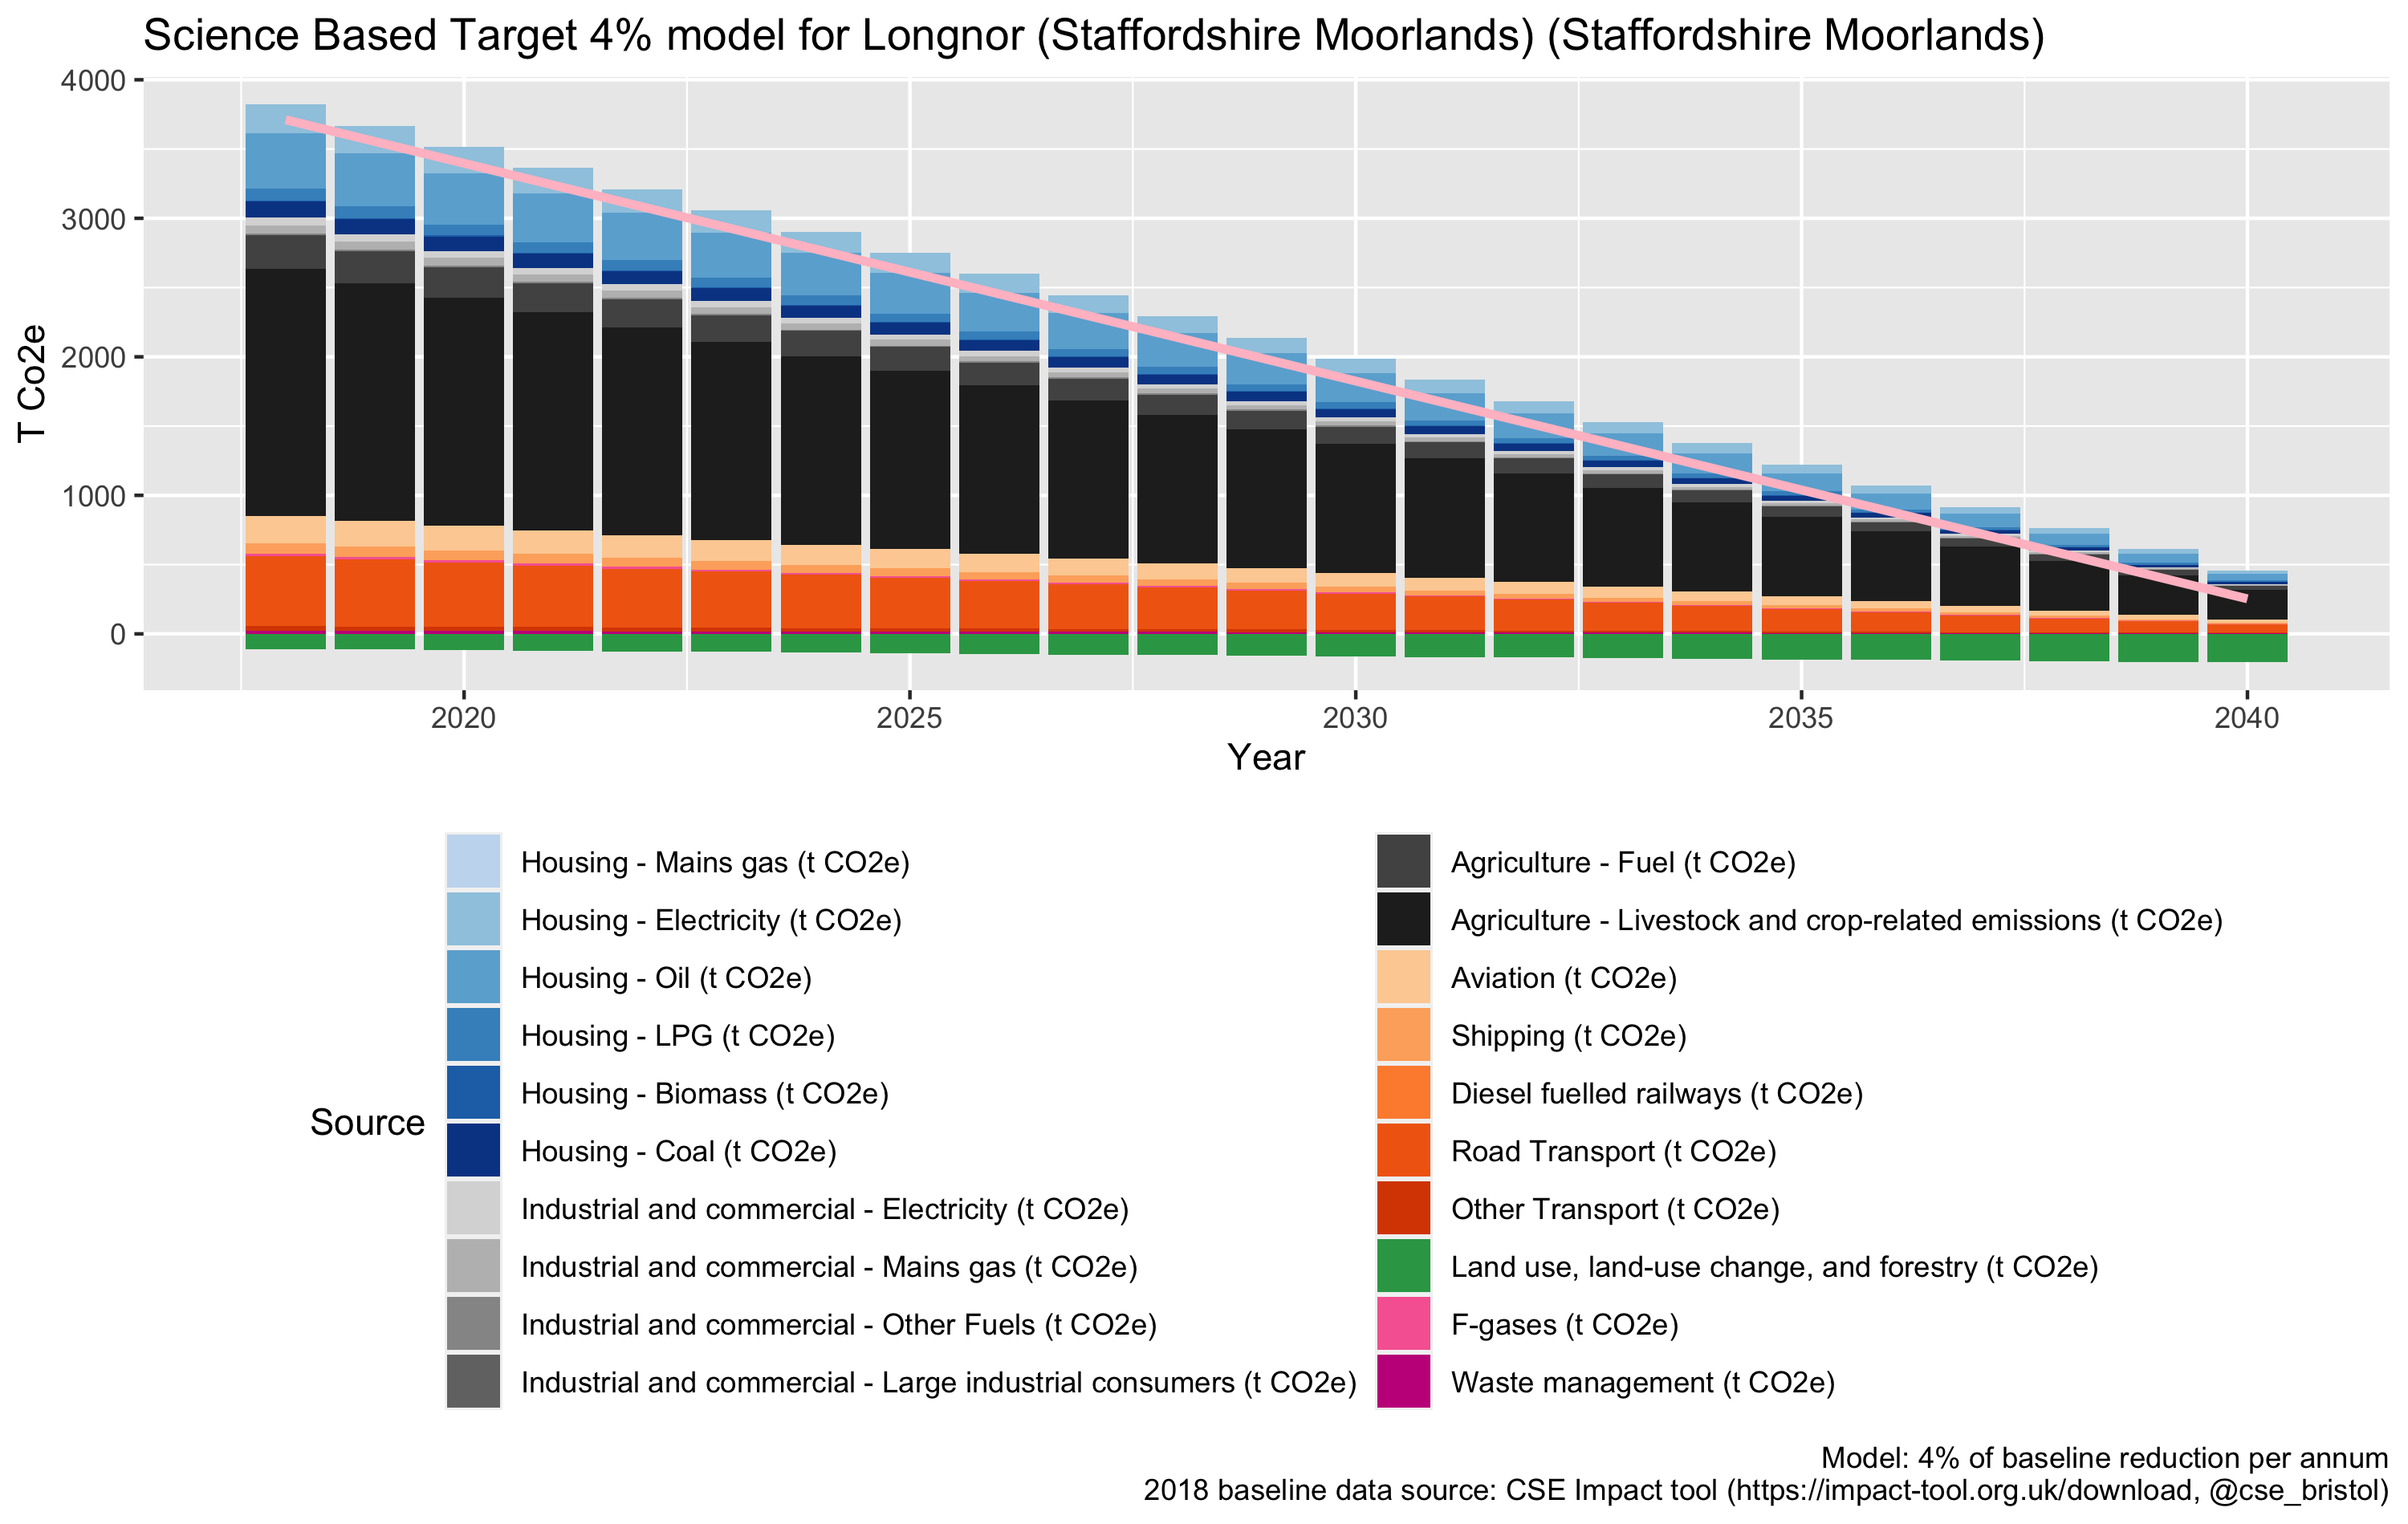 Science Based Target 4% model for Longnor (Staffordshire Moorlands) (Staffordshire Moorlands)
4000
3000
2000
1000
0
T Co2e
2020
2025
2030
2035
2040
Year
Source
Housing - Mains gas (t CO2e)
Housing - Electricity (t CO2e)
Housing - Oil (t CO2e)
Housing - LPG (t CO2e)
Housing - Biomass (t CO2e)
Housing - Coal (t CO2e)
Industrial and commercial - Electricity (t CO2e)
Industrial and commercial - Mains gas (t CO2e)
Industrial and commercial - Other Fuels (t CO2e)
Industrial and commercial - Large industrial consumers (t CO2e)
Agriculture - Fuel (t CO2e)
Agriculture - Livestock and crop-related emissions (t CO2e)
Aviation (t CO2e)
Shipping (t CO2e)
Diesel fuelled railways (t CO2e)
Road Transport (t CO2e)
Other Transport (t CO2e)
Land use, land-use change, and forestry (t CO2e)
F-gases (t CO2e)
Waste management (t CO2e)
Model: 4% of baseline reduction per annum
2018 baseline data source: CSE Impact tool (https://impact-tool.org.uk/download, @cse_bristol)